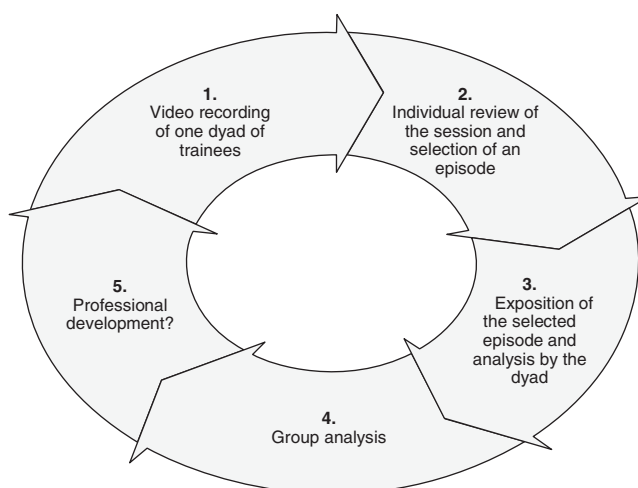 1.
Video recording
of one dyad of
trainees
2.
Individual review of
the session and
selection of an
episode
3.
Exposition of
the selected
episode and
analysis by the
dyad
4.
Group analysis
5.
Professional
development?